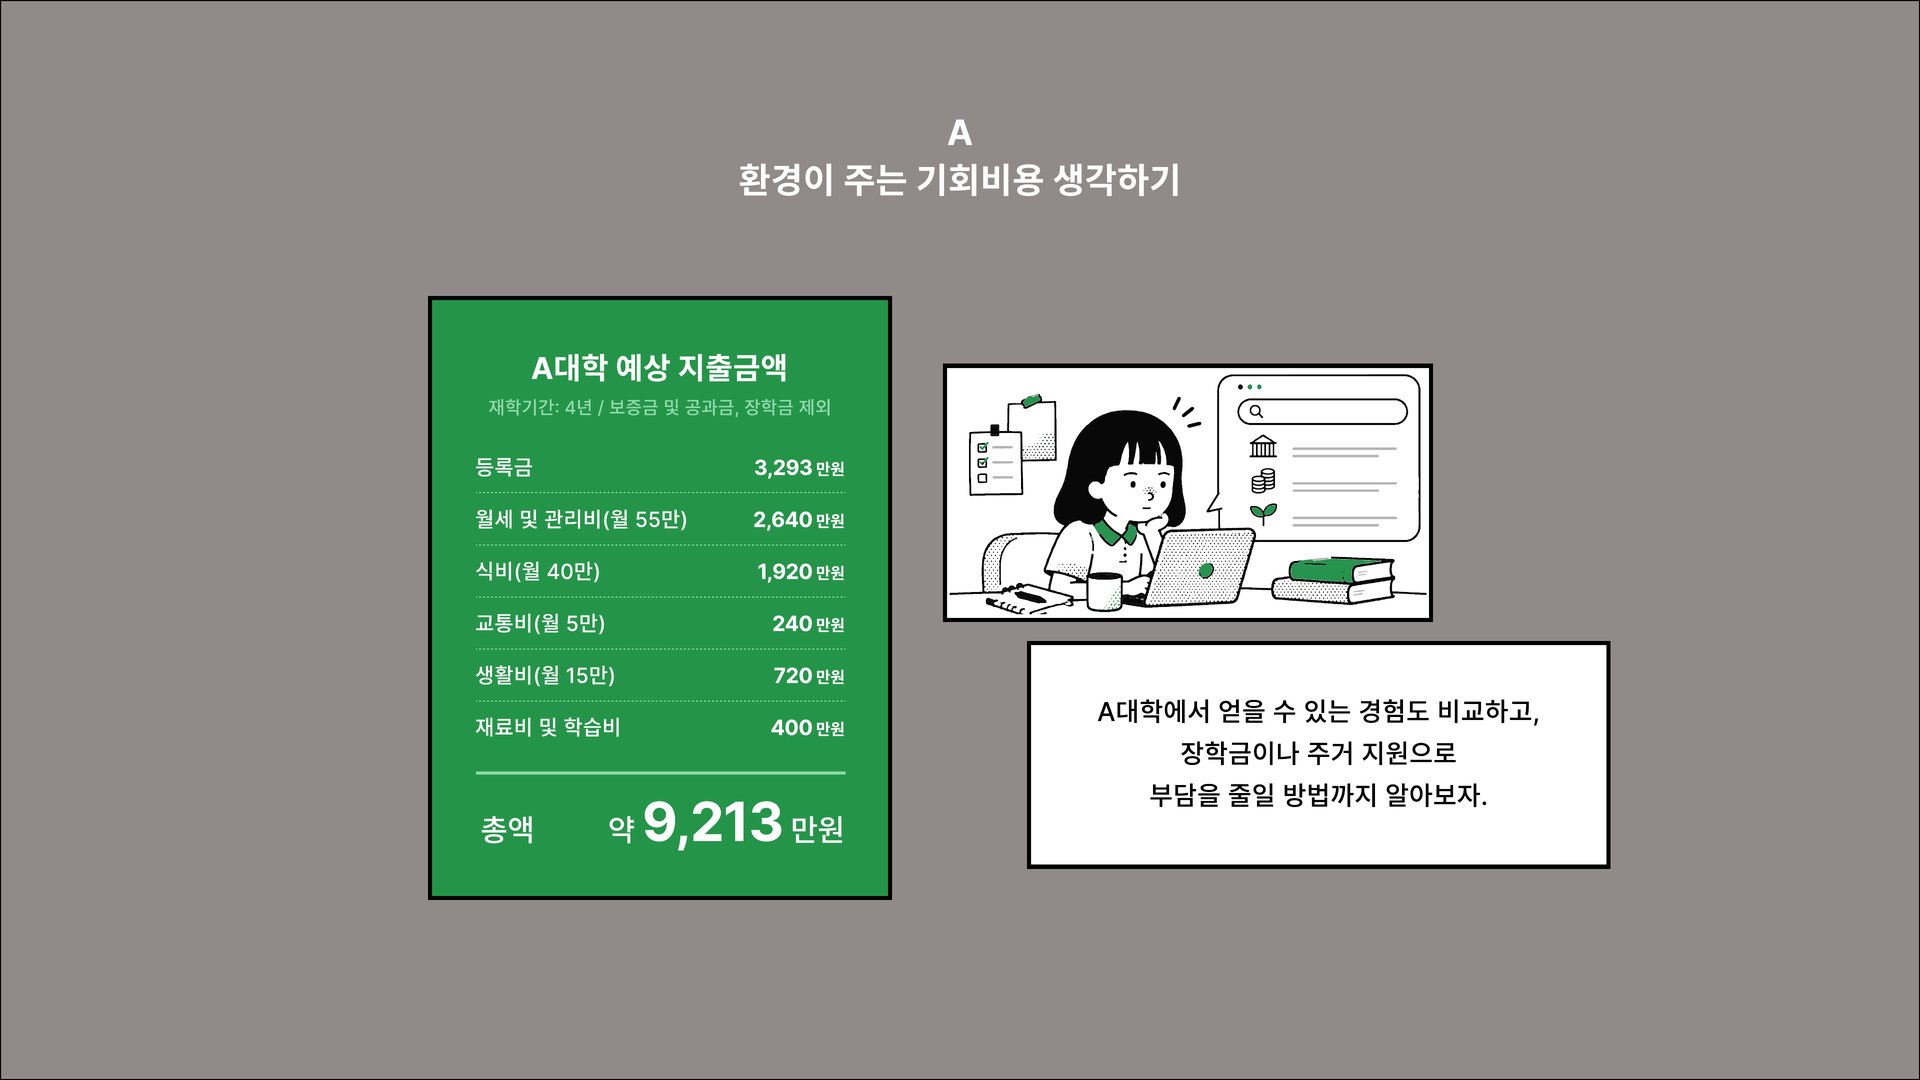 A
환경이 주는 기회비용 생각하기
A대학 예상 지출금액
재학기간: 4년 / 보증금 및 공과금, 장학금 제외
등록금 3,293 만원
월세 및 관리비(월 55만) 2,640 만원
식비(월 40만) 1,920 만원
교통비(월 5만) 240 만원
생활비(월 15만) 720 만원
재료비 및 학습비 400 만원
총액 약 9,213 만원
A대학에서 얻을 수 있는 경험도 비교하고,
장학금이나 주거 지원으로
부담을 줄일 방법까지 알아보자.